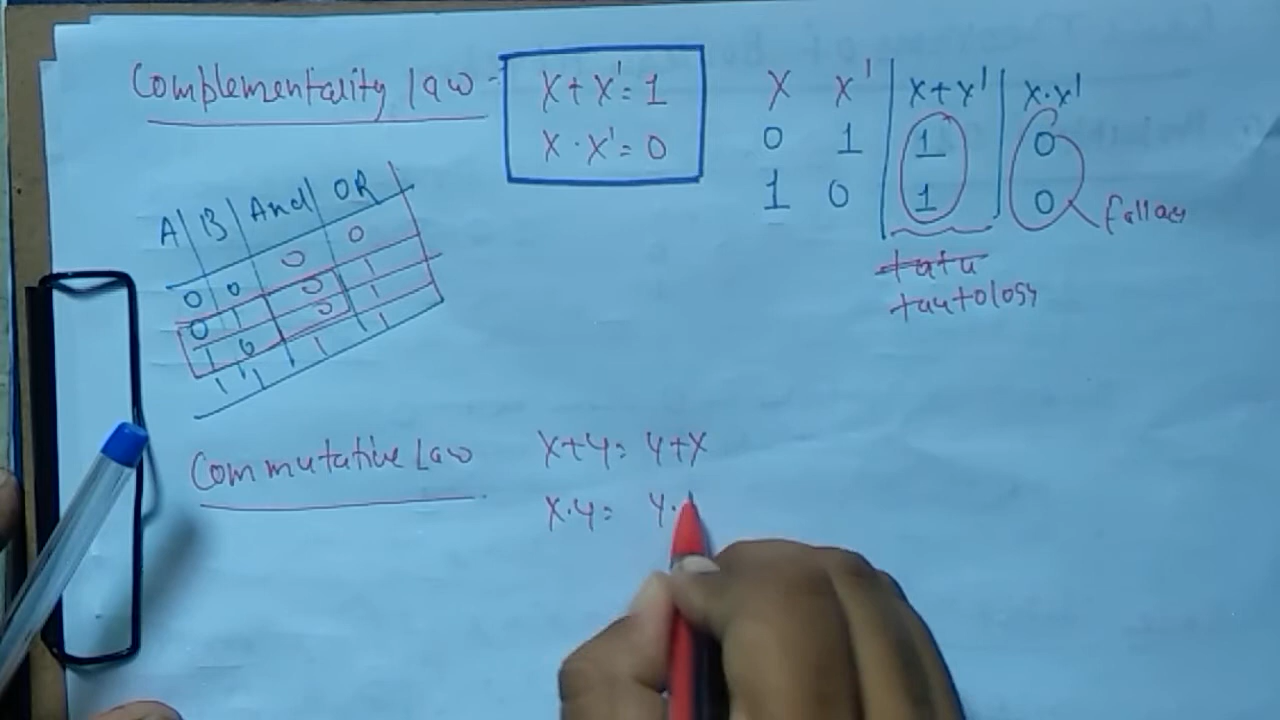 Complementality law - X + X' = 1
X · X' = 0
X X' X+X' X·X'
0 1 1 0
1 0 1 0
fallacy
tautology
A B And OR
0 0 0 0
0 1 0 1
1 0 0 1
1 1 1 1
Commutative Law X+y = y+X
X·y = y·